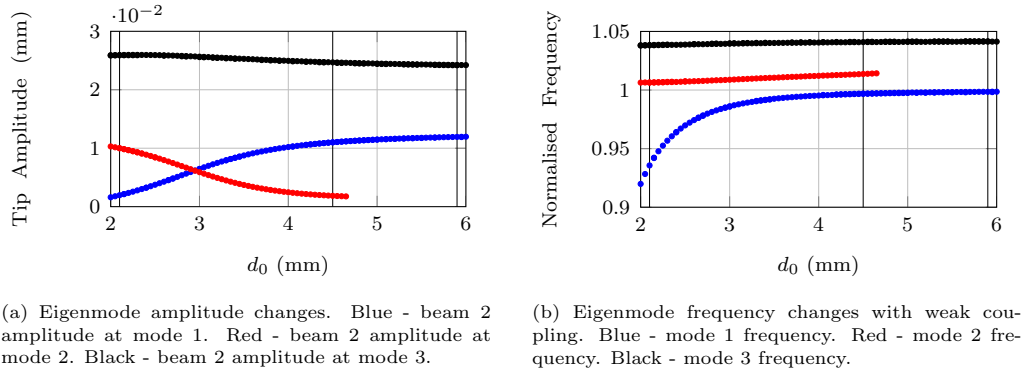 ·10⁻²
3
2
1
0
2
3
4
5
6
d₀ (mm)
Tip Amplitude (mm)
1.05
1
0.95
0.9
2
3
4
5
6
d₀ (mm)
Normalised Frequency
(a) Eigenmode amplitude changes. Blue - beam 2
amplitude at mode 1. Red - beam 2 amplitude at
mode 2. Black - beam 2 amplitude at mode 3.
(b) Eigenmode frequency changes with weak cou-
pling. Blue - mode 1 frequency. Red - mode 2 fre-
quency. Black - mode 3 frequency.